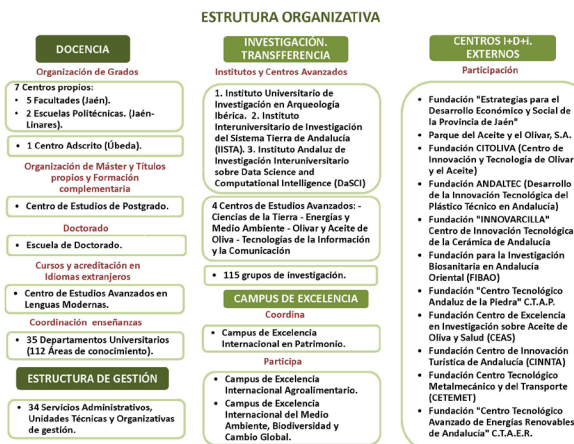 ESTRUTURA ORGANIZATIVA
DOCENCIA
Organización de Grados
7 Centros propios:
• 5 Facultades (Jaén).
• 2 Escuelas Politécnicas. (Jaén-
Linares).
• 1 Centro Adscrito (Úbeda).
Organización de Máster y Títulos
propios y Formación
complementaria
• Centro de Estudios de Postgrado.
Doctorado
• Escuela de Doctorado.
Cursos y acreditación en
Idiomas extranjeros
• Centro de Estudios Avanzados en
Lenguas Modernas.
Coordinación enseñanzas
• 35 Departamentos Universitarios
(112 Áreas de conocimiento).
ESTRUCTURA DE GESTIÓN
• 34 Servicios Administrativos,
Unidades Técnicas y Organizativas
de gestión.
INVESTIGACIÓN.
TRANSFFERENCIA
Institutos y Centros Avanzados
1. Instituto Universitario de
Investigación en Arqueología
Ibérica. 2. Instituto
Interuniversitario de Investigación
del Sistema Tierra de Andalucía
(IISTA). 3. Instituto Andaluz de
Investigación Interuniversitario
sobre Data Science and
Computational Intelligence (DaSCI)
4 Centros de Estudios Avanzados: -
Ciencias de la Tierra - Energías y
Medio Ambiente - Olivar y Aceite de
Oliva - Tecnologías de la Información
y la Comunicación
• 115 grupos de investigación.
CAMPUS DE EXCELENCIA
Coordina
• Campus de Excelencia
Internacional en Patrimonio.
Participa
• Campus de Excelencia
Internacional Agroalimentario.
• Campus de Excelencia
Internacional del Medio
Ambiente, Biodiversidad y
Cambio Global.
CENTROS I+D+i.
EXTERNOS
Participación
• Fundación "Estrategias para el
Desarrollo Económico y Social de
la Provincia de Jaén"
• Parque del Aceite y el Olivar, S.A.
• Fundación CITOLIVA (Centro de
Innovación y Tecnología de Olivar
y el Aceite)
• Fundación ANDALTEC (Desarrollo
de la Innovación Tecnológica del
Plástico Técnico en Andalucía)
• Fundación "INNOVARCILLA"
Centro de Innovación Tecnológica
de la Cerámica de Andalucía
• Fundación para la Investigación
Biosanitaria en Andalucía
Oriental (FIBAO)
• Fundación "Centro Tecnológico
Andaluz de la Piedra" C.T.A.P.
• Fundación Centro de Excelencia
en Investigación sobre Aceite de
Oliva y Salud (CEAS)
• Fundación Centro de Innovación
Turística de Andalucía (CINNTA)
• Fundación Centro Tecnológico
Metalmecánico y del Transporte
(CETEMET)
• Fundación "Centro Tecnológico
Avanzado de Energías Renovables
de Andalucía" C.T.A.E.R.